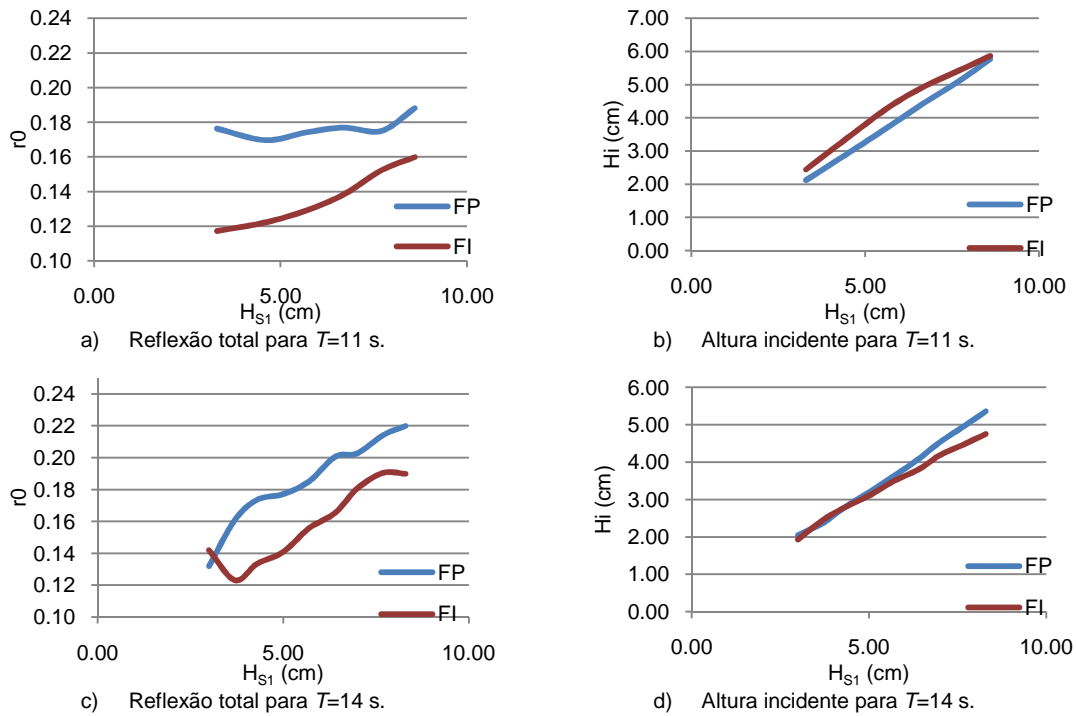 0.24
0.22
0.20
0.18
0.16
0.14
0.12
0.10
r0
0.00 5.00 10.00
H_S1 (cm)
FP
FI
a) Reflexão total para T=11 s.
7.00
6.00
5.00
4.00
3.00
2.00
1.00
0.00
Hi (cm)
0.00 5.00 10.00
H_S1 (cm)
FP
FI
b) Altura incidente para T=11 s.
0.24
0.22
0.20
0.18
0.16
0.14
0.12
0.10
r0
0.00 5.00 10.00
H_S1 (cm)
FP
FI
c) Reflexão total para T=14 s.
6.00
5.00
4.00
3.00
2.00
1.00
0.00
Hi (cm)
0.00 5.00 10.00
H_S1 (cm)
FP
FI
d) Altura incidente para T=14 s.